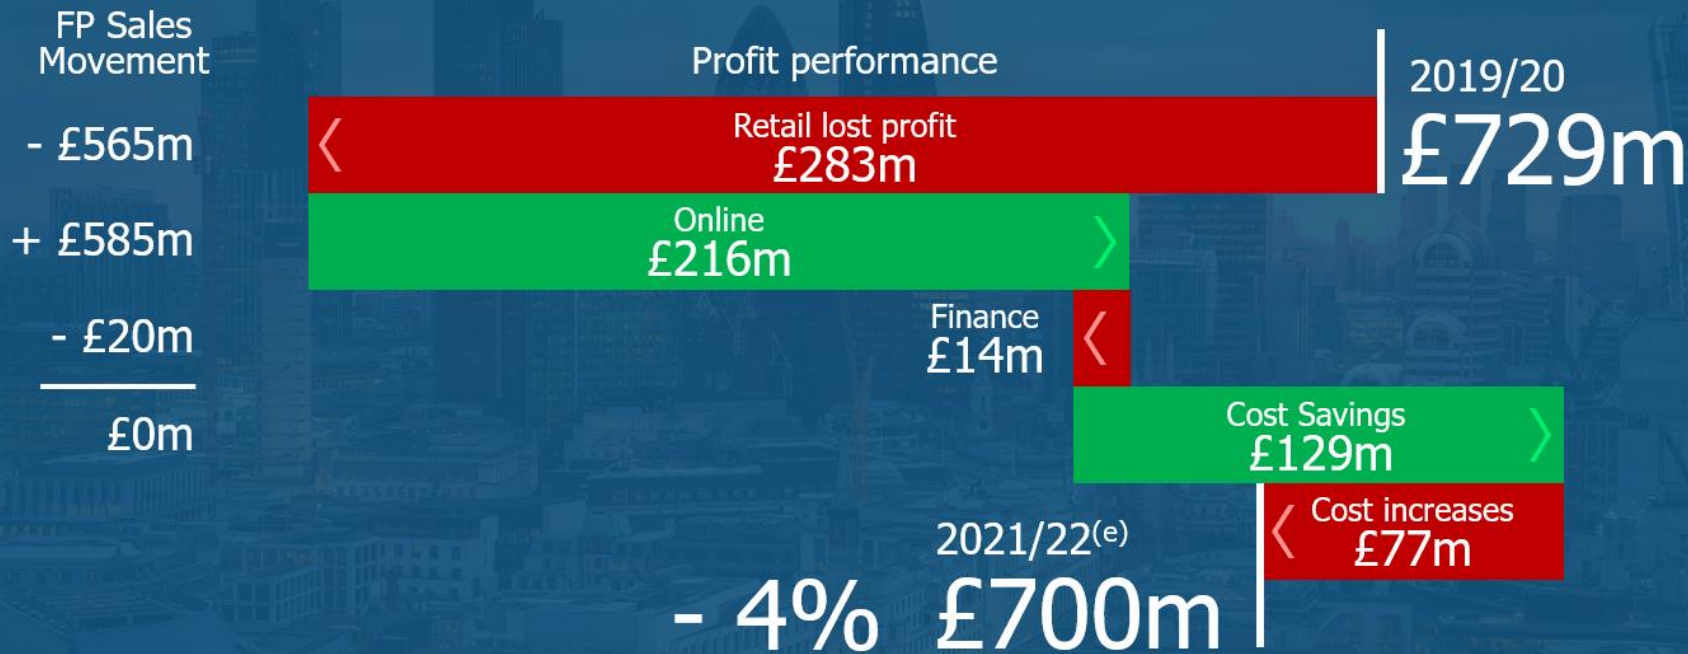 FP Sales
Movement
Profit performance
2019/20
£729m
- £565m
Retail lost profit
£283m
+ £585m
Online
£216m
- £20m
Finance
£14m
£0m
Cost Savings
£129m
Cost increases
£77m
2021/22(e)
- 4% £700m